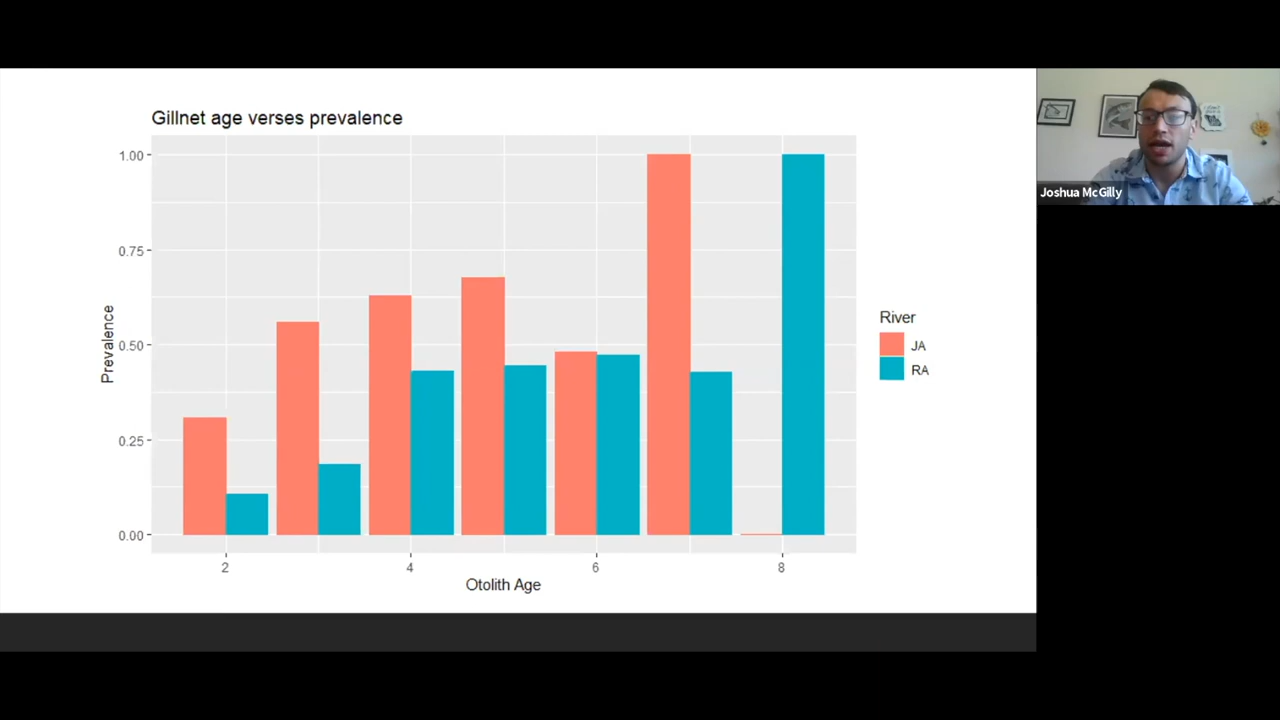 Gillnet age verses prevalence
1.00
0.75
0.50
0.25
0.00
Prevalence
2 4 6 8
Otolith Age
River
JA
RA
Joshua McGilly